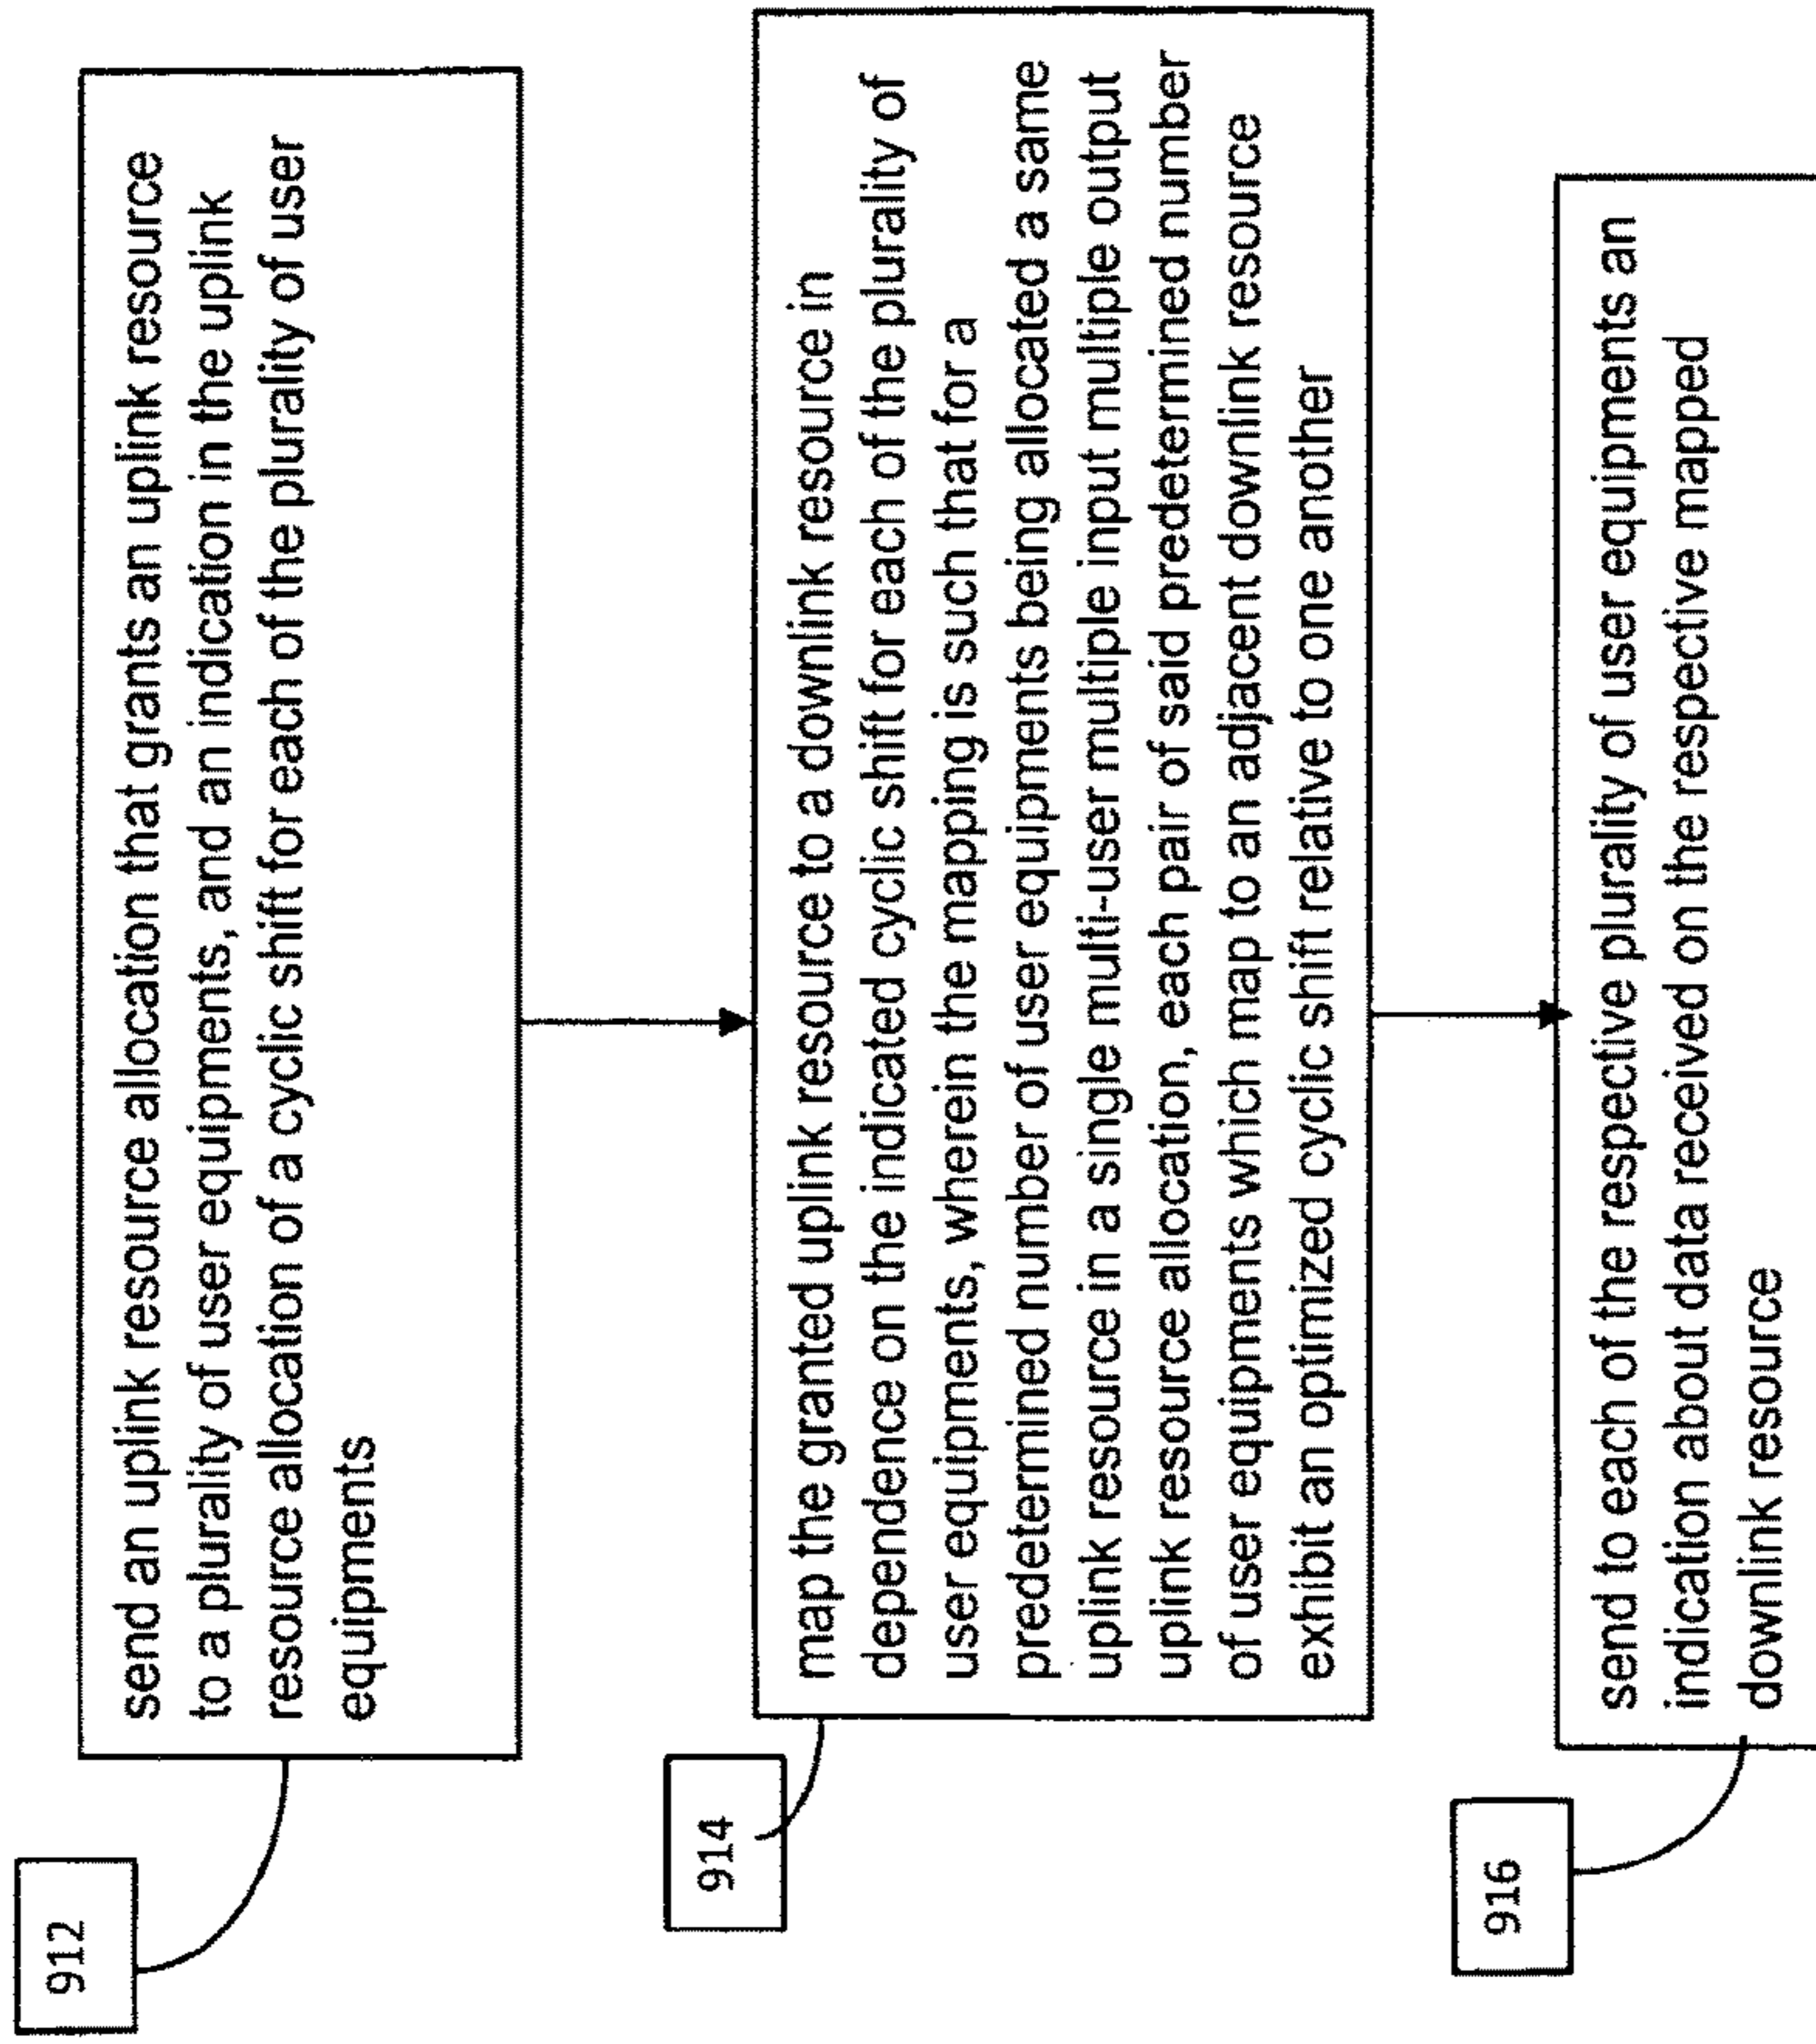 912
send an uplink resource allocation that grants an uplink resource
to a plurality of user equipments, and an indication in the uplink
resource allocation of a cyclic shift for each of the plurality of user
equipments
914
map the granted uplink resource to a downlink resource in
dependence on the indicated cyclic shift for each of the plurality of
user equipments, wherein the mapping is such that for a
predetermined number of user equipments being allocated a same
uplink resource in a single multi-user multiple input multiple output
uplink resource allocation, each pair of said predetermined number
of user equipments which map to an adjacent downlink resource
exhibit an optimized cyclic shift relative to one another
916
send to each of the respective plurality of user equipments an
indication about data received on the respective mapped
downlink resource